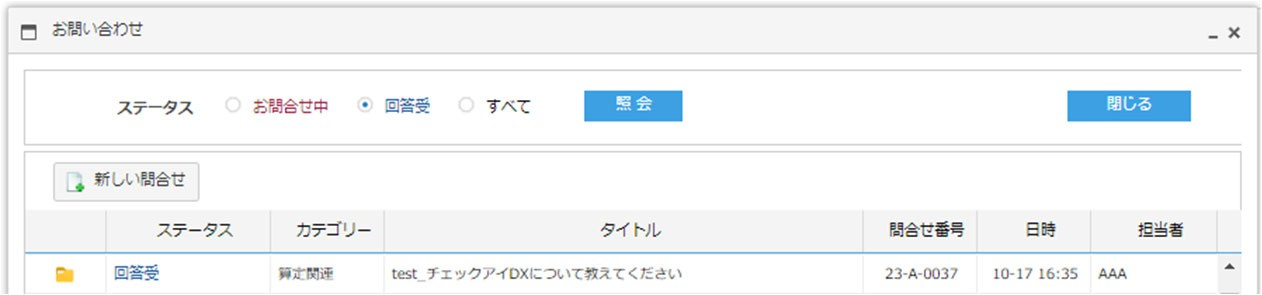 お問い合わせ
ステータス お問合せ中 回答受 すべて 照 会 閉じる
新しい問合せ
ステータス カテゴリー タイトル 問合せ番号 日時 担当者
回答受 算定関連 test_チェックアイDXについて教えてください 23-A-0037 10-17 16:35 AAA